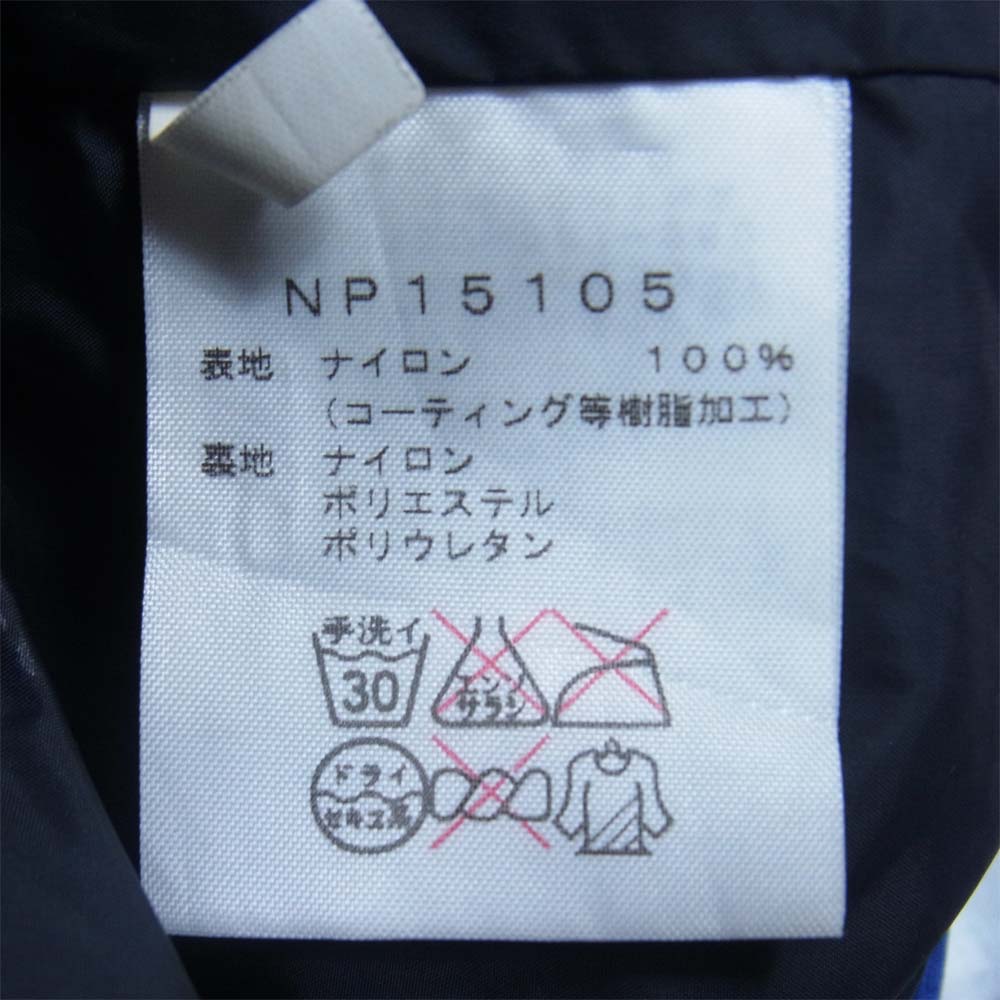 NP15105
表地 ナイロン 100%
(コーティング等樹脂加工)
裏地 ナイロン
ポリエステル
ポリウレタン
手洗イ
30
エンソ
サラシ
ドライ
セキユ系